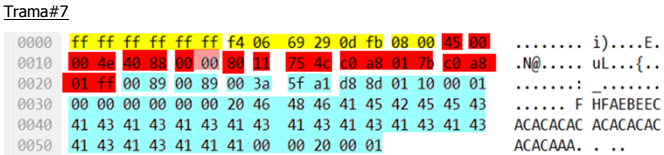 Trama#7
0000 ff ff ff ff ff ff f4 06 69 29 0d fb 08 00 45 00 ........ i)....E.
0010 00 4e 40 88 00 00 80 11 75 4c c0 a8 01 7b c0 a8 .N@..... uL...{..
0020 01 ff 00 89 00 89 00 3a 5f a1 d8 8d 01 10 00 01 .......: _.......
0030 00 00 00 00 00 00 20 46 48 46 41 45 42 45 45 43 ...... F HFAEBEEC
0040 41 43 41 43 41 43 41 43 41 43 41 43 41 43 41 43 ACACACAC ACACACAC
0050 41 43 41 43 41 41 41 00 00 20 00 01 ACACAAA. . ..